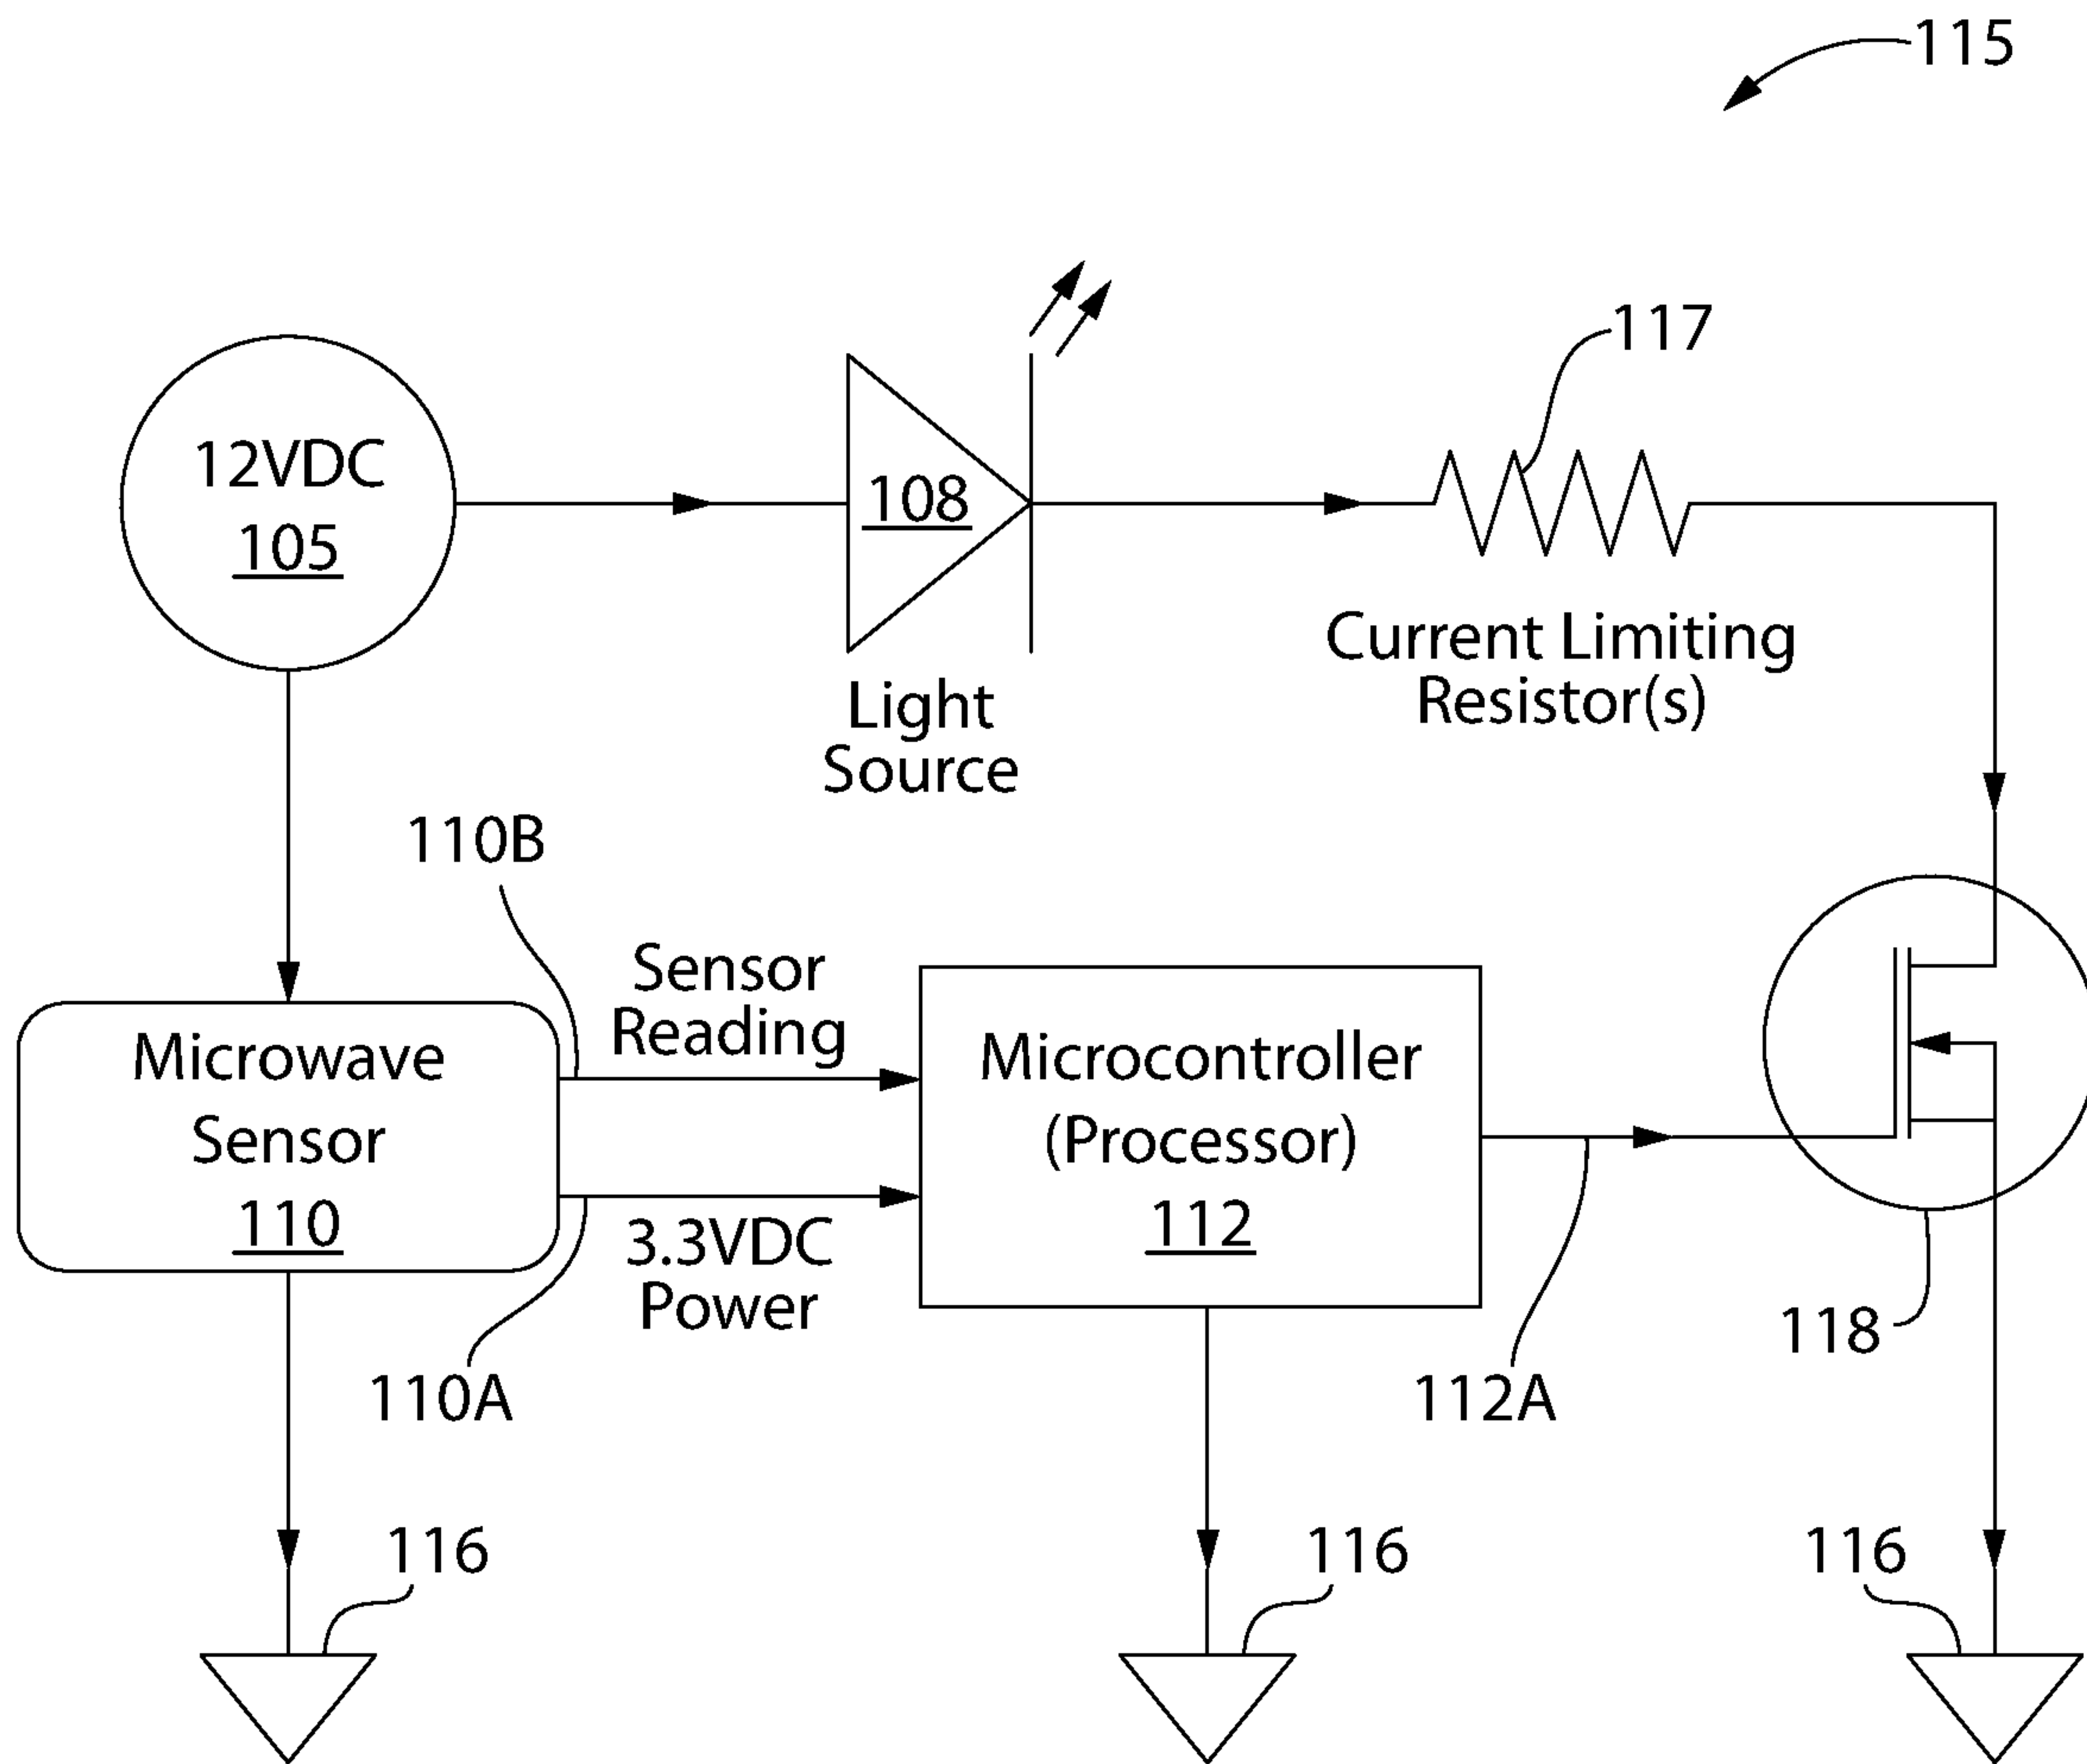 115
117
12VDC
105
108
Current Limiting
Resistor(s)
Light
Source
110B
Sensor
Reading
Microwave
Sensor
110
Microcontroller
(Processor)
112
3.3VDC
Power
110A
112A
118
116
116
116